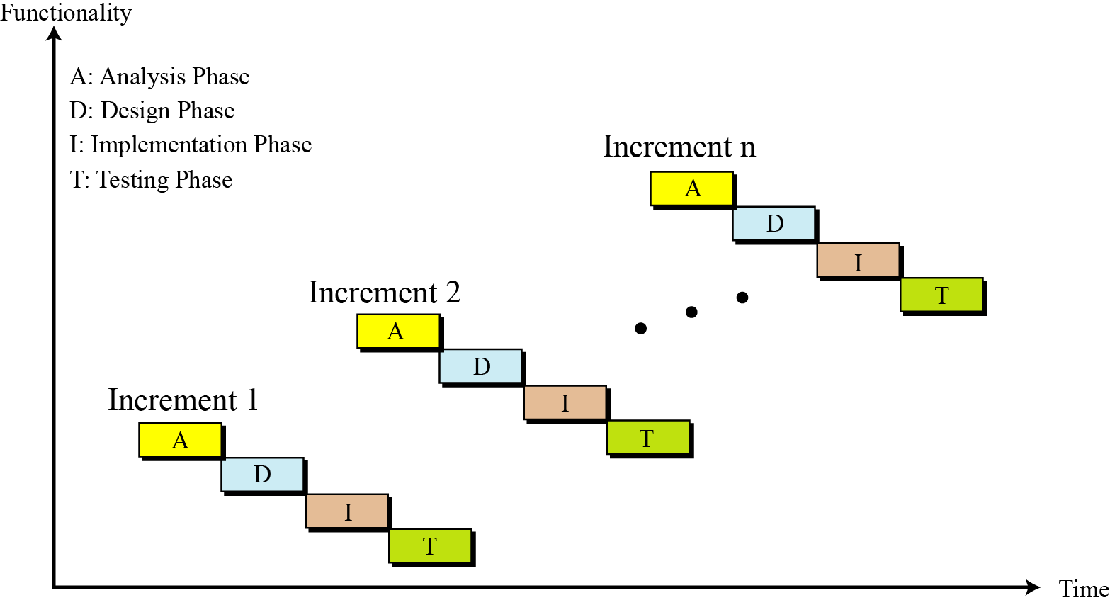 Functionality
A: Analysis Phase
D: Design Phase
I: Implementation Phase
T: Testing Phase
Increment n
A
D
I
T
Increment 2
A
D
I
T
Increment 1
A
D
I
T
Time